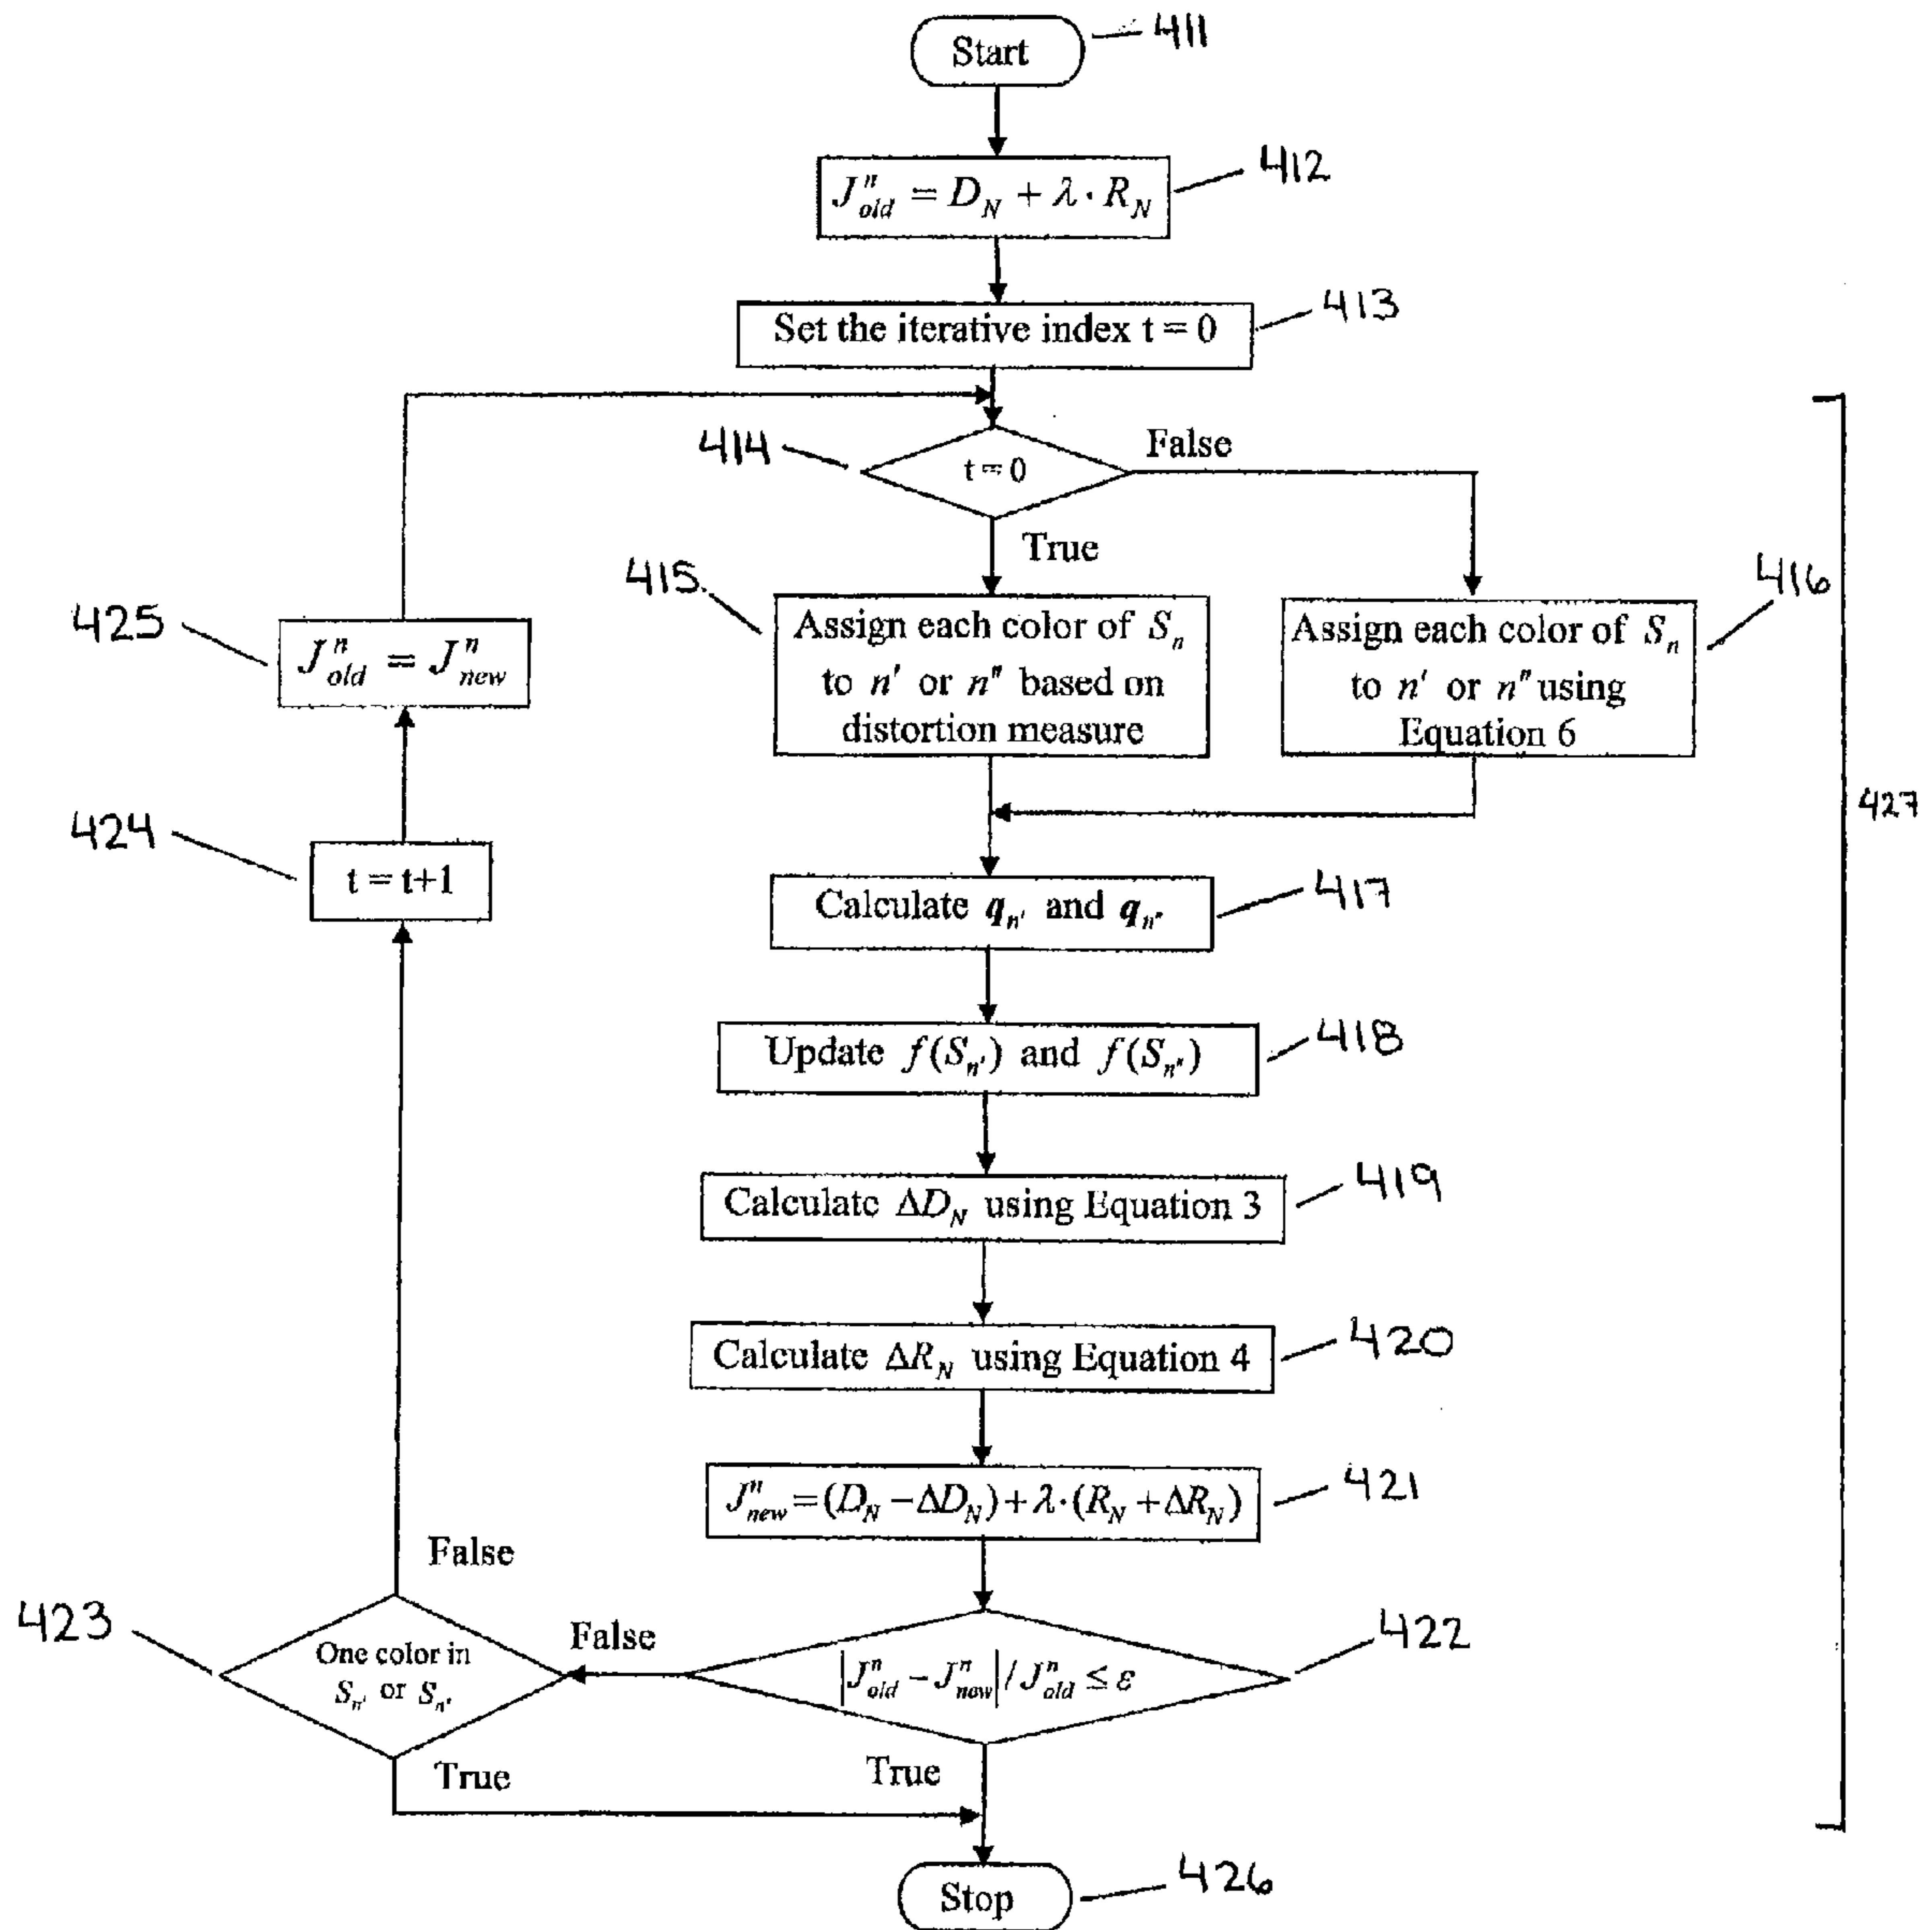 Start
411
J^n_old = D_N + λ · R_N
412
Set the iterative index t = 0
413
414
t = 0
False
True
415
Assign each color of S_n
to n' or n" based on
distortion measure
Assign each color of S_n
to n' or n" using
Equation 6
416
425
J^n_old = J^n_new
427
424
t = t+1
Calculate q_n' and q_n"
417
Update f(S_n') and f(S_n")
418
Calculate ΔD_N using Equation 3
419
Calculate ΔR_N using Equation 4
420
J^n_new = (D_N − ΔD_N) + λ · (R_N + ΔR_N)
421
False
423
One color in
S_n' or S_n"
False
|J^n_old − J^n_new| / J^n_old ≤ ε
422
True
True
Stop
426